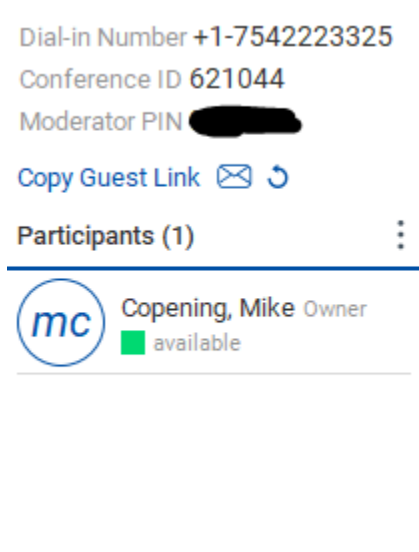 Dial-in Number +1-7542223325
Conference ID 621044
Moderator PIN
Copy Guest Link
Participants (1)
mc
Copening, Mike Owner
available